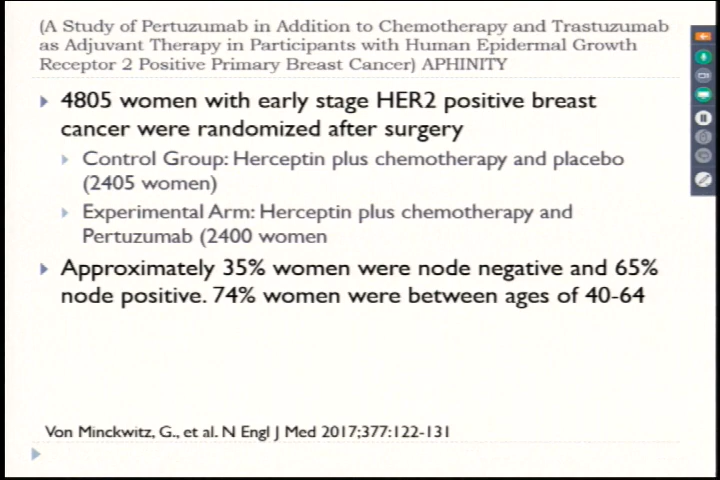 (A Study of Pertuzumab in Addition to Chemotherapy and Trastuzumab
as Adjuvant Therapy in Participants with Human Epidermal Growth
Receptor 2 Positive Primary Breast Cancer) APHINITY
4805 women with early stage HER2 positive breast
cancer were randomized after surgery
Control Group: Herceptin plus chemotherapy and placebo
(2405 women)
Experimental Arm: Herceptin plus chemotherapy and
Pertuzumab (2400 women
Approximately 35% women were node negative and 65%
node positive. 74% women were between ages of 40-64
Von Minckwitz, G., et al. N Engl J Med 2017;377:122-131